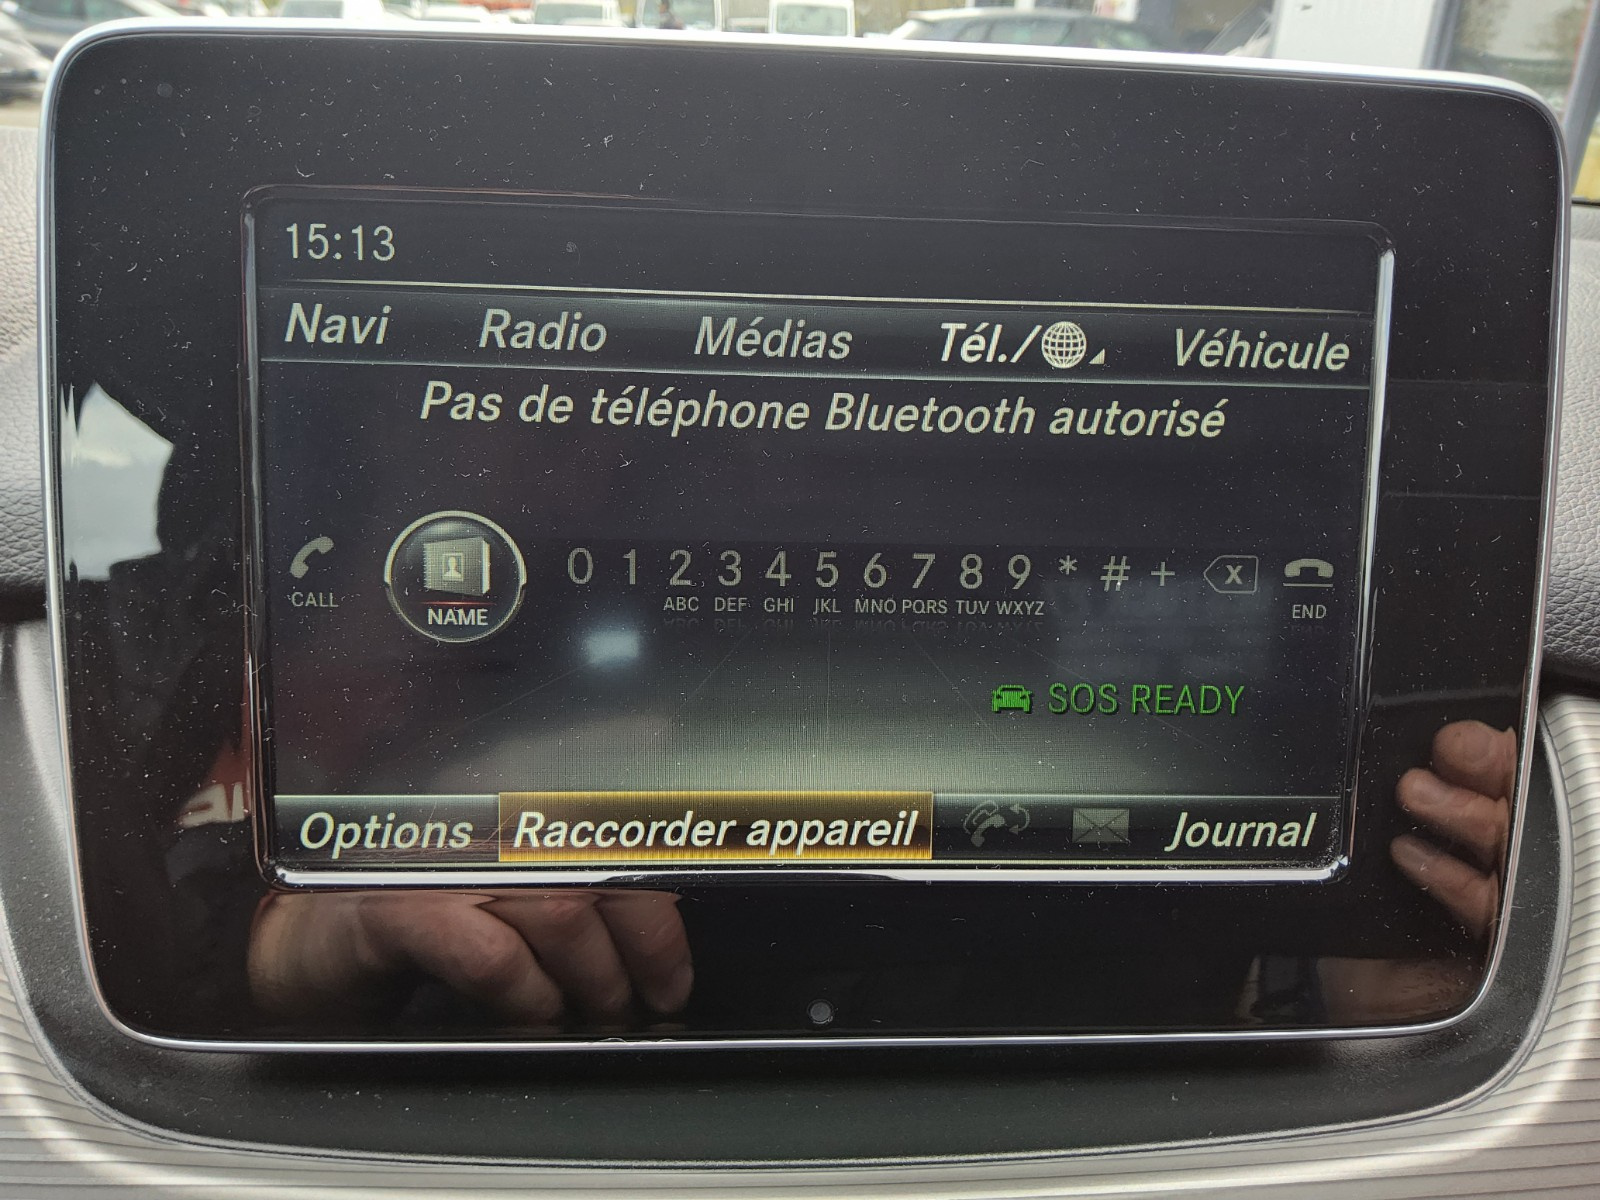 15:13
Navi Radio Médias Tél./ Véhicule
Pas de téléphone Bluetooth autorisé
0 1 2 3 4 5 6 7 8 9 * # + X
CALL NAME ABC DEF GHI JKL MNO PQRS TUV WXYZ END
SOS READY
Options Raccorder appareil Journal